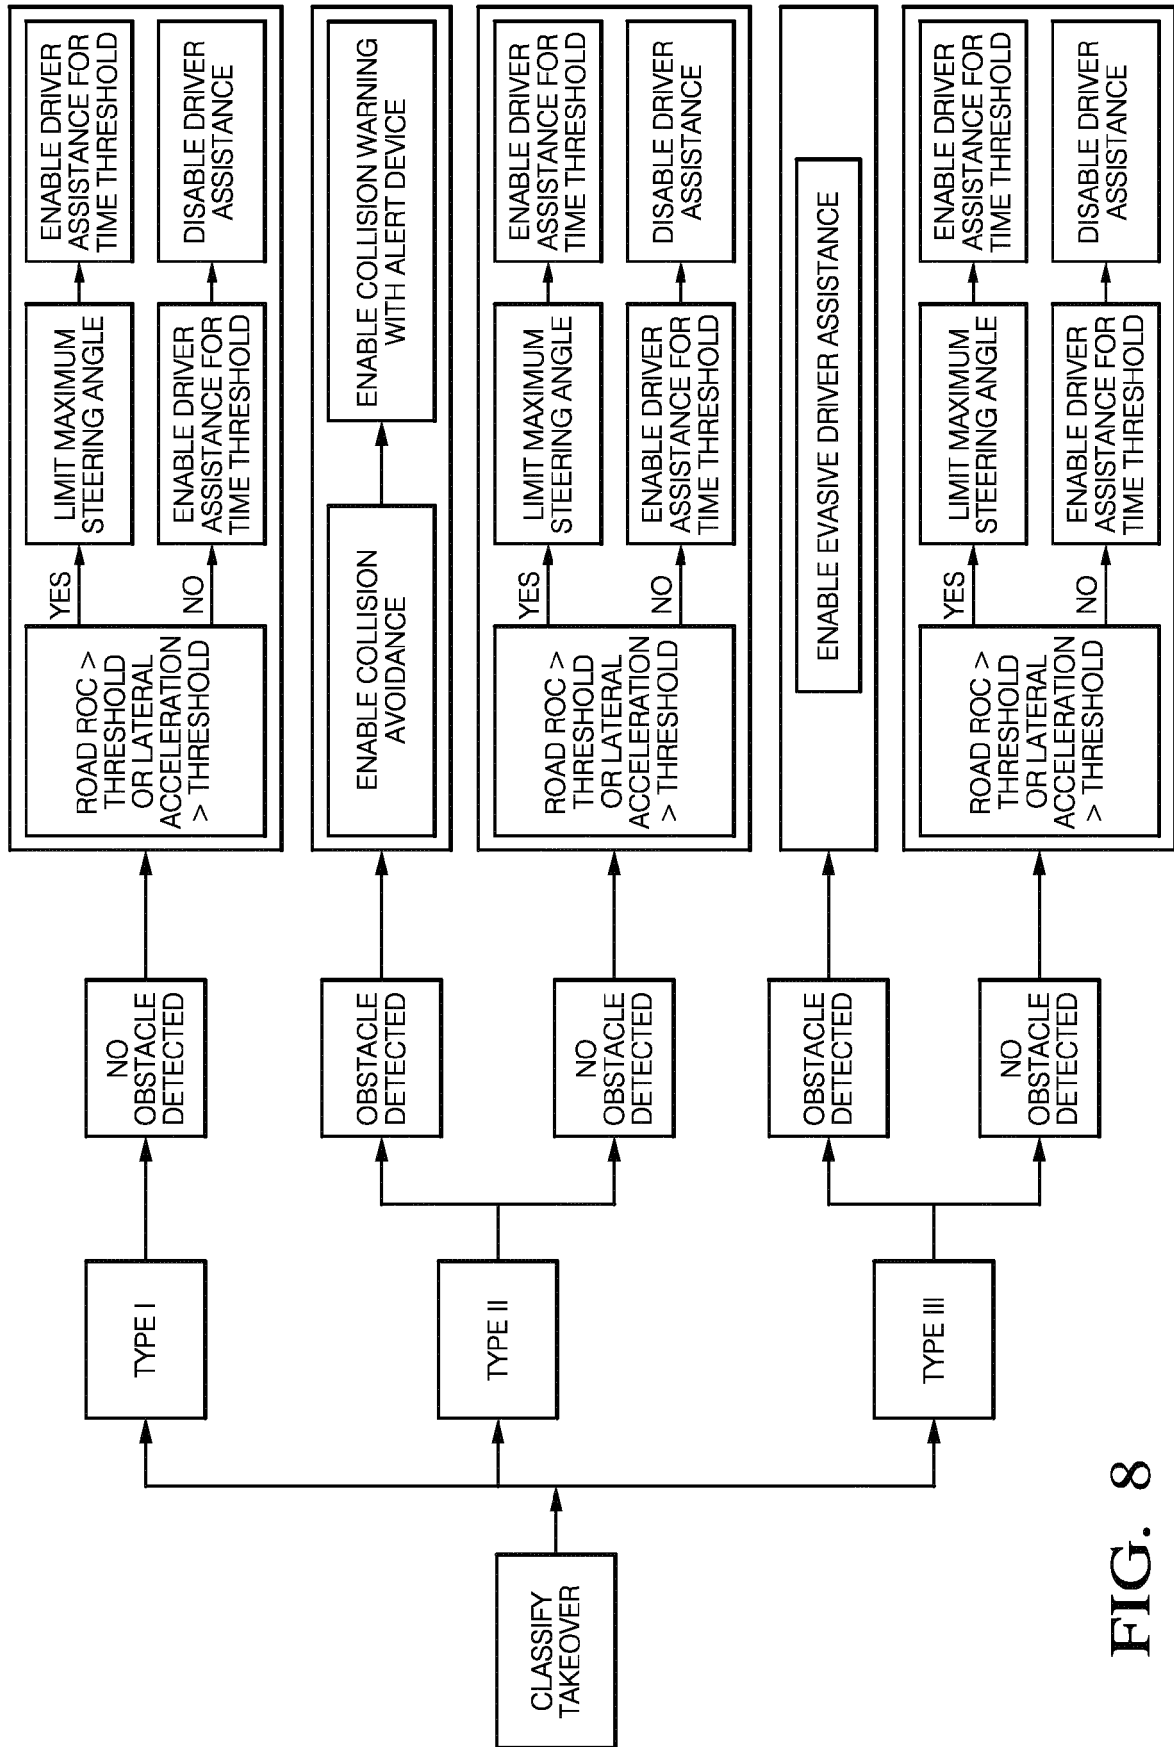 CLASSIFY
TAKEOVER
TYPE I
TYPE II
TYPE III
NO
OBSTACLE
DETECTED
OBSTACLE
DETECTED
NO
OBSTACLE
DETECTED
OBSTACLE
DETECTED
NO
OBSTACLE
DETECTED
ROAD ROC >
THRESHOLD
OR LATERAL
ACCELERATION
> THRESHOLD
YES
NO
LIMIT MAXIMUM
STEERING ANGLE
ENABLE DRIVER
ASSISTANCE FOR
TIME THRESHOLD
ENABLE DRIVER
ASSISTANCE FOR
TIME THRESHOLD
DISABLE DRIVER
ASSISTANCE
ENABLE COLLISION
AVOIDANCE
ENABLE COLLISION WARNING
WITH ALERT DEVICE
ROAD ROC >
THRESHOLD
OR LATERAL
ACCELERATION
> THRESHOLD
YES
NO
LIMIT MAXIMUM
STEERING ANGLE
ENABLE DRIVER
ASSISTANCE FOR
TIME THRESHOLD
ENABLE DRIVER
ASSISTANCE FOR
TIME THRESHOLD
DISABLE DRIVER
ASSISTANCE
ENABLE EVASIVE DRIVER ASSISTANCE
ROAD ROC >
THRESHOLD
OR LATERAL
ACCELERATION
> THRESHOLD
YES
NO
LIMIT MAXIMUM
STEERING ANGLE
ENABLE DRIVER
ASSISTANCE FOR
TIME THRESHOLD
ENABLE DRIVER
ASSISTANCE FOR
TIME THRESHOLD
DISABLE DRIVER
ASSISTANCE
FIG. 8